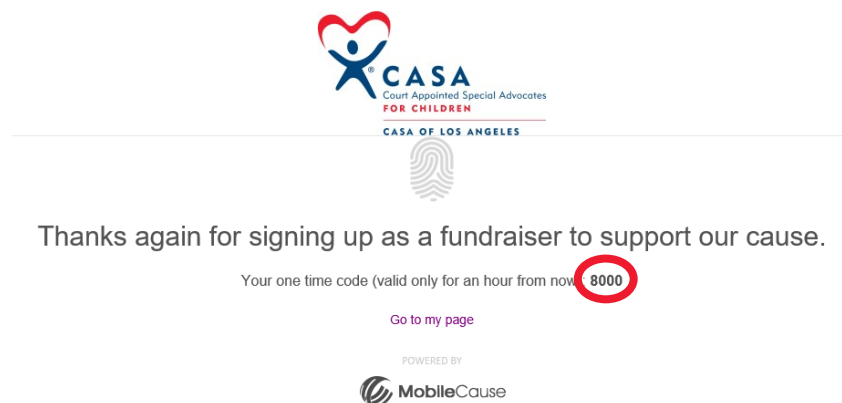 CASA
Court Appointed Special Advocates
FOR CHILDREN
CASA OF LOS ANGELES
Thanks again for signing up as a fundraiser to support our cause.
Your one time code (valid only for an hour from now): 8000
Go to my page
POWERED BY
MobileCause